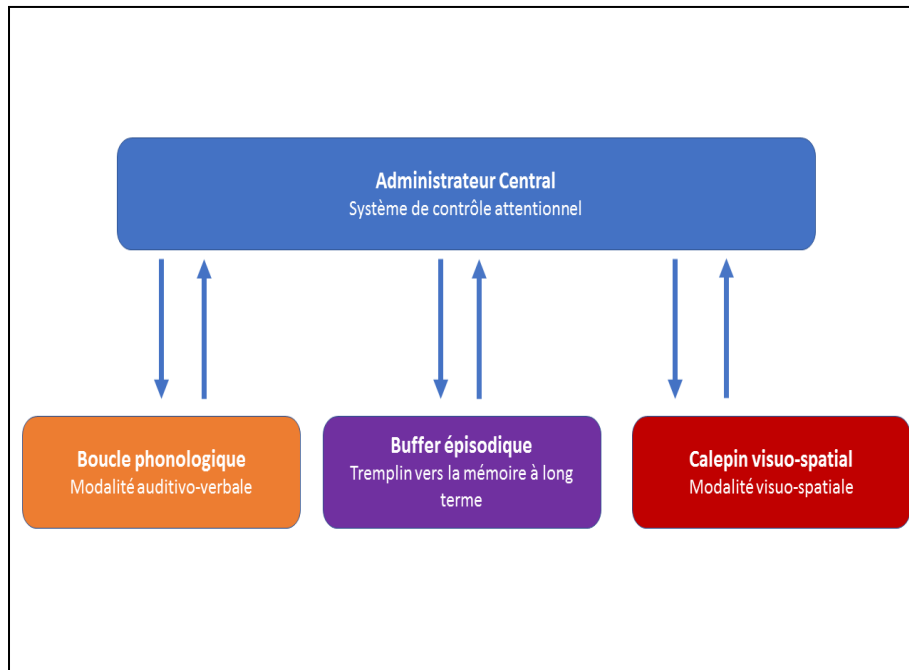 Administrateur Central
Système de contrôle attentionnel
Boucle phonologique
Modalité auditivo-verbale
Buffer épisodique
Tremplin vers la mémoire à long
terme
Calepin visuo-spatial
Modalité visuo-spatiale